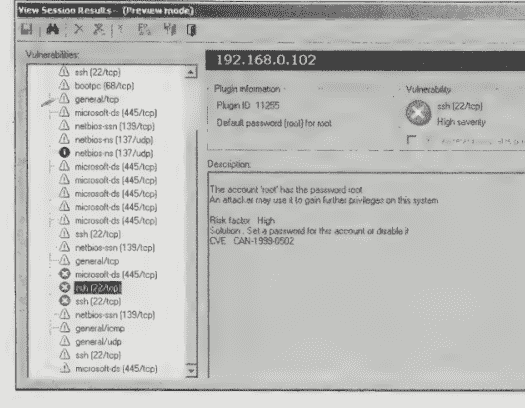 View Session Results - (Preview mode)
Vulnerabilities:
ssh (22/tcp)
bootpc (68/tcp)
general/tcp
microsoft-ds (445/tcp)
netbios-ssn (139/tcp)
netbios-ns (137/udp)
netbios-ns (137/udp)
microsoft-ds (445/tcp)
microsoft-ds (445/tcp)
microsoft-ds (445/tcp)
microsoft-ds (445/tcp)
microsoft-ds (445/tcp)
ssh (22/tcp)
netbios-ssn (139/tcp)
general/tcp
microsoft-ds (445/tcp)
ssh (22/tcp)
ssh (22/tcp)
netbios-ssn (139/tcp)
general/icmp
general/udp
ssh (22/tcp)
microsoft-ds (445/tcp)
192.168.0.102
Plugin information
Plugin ID 11255
Default password (root) for root
Vulnerability
ssh (22/tcp)
High severity
Description:
The account 'root' has the password root
An attacker may use it to gain further privileges on this system
Risk factor High
Solution . Set a password for this account or disable it
CVE CAN-1999-0502